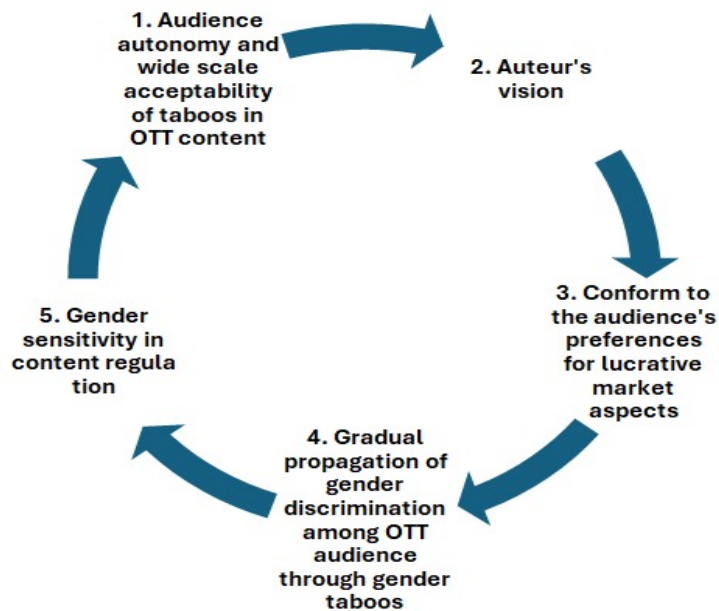 1. Audience
autonomy and
wide scale
acceptability
of taboos in
OTT content
2. Auteur's
vision
3. Conform to
the audience's
preferences
for lucrative
market
aspects
4. Gradual
propagation of
gender
discrimination
among OTT
audience
through gender
taboos
5. Gender
sensitivity in
content regula
tion